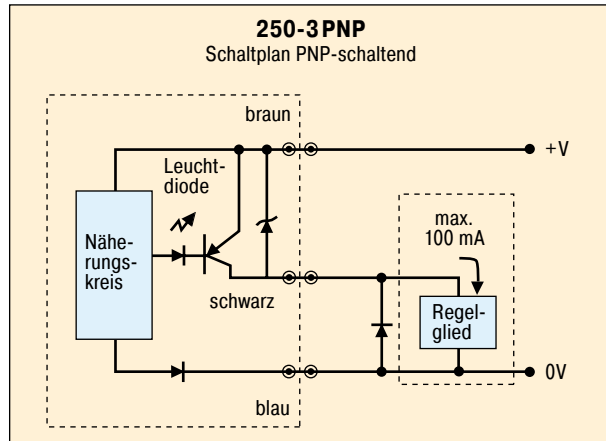 250-3 PNP
Schaltplan PNP-schaltend
braun
+V
Leucht-
diode
max.
100 mA
Nähe-
rungs-
kreis
schwarz
Regel-
glied
0V
blau